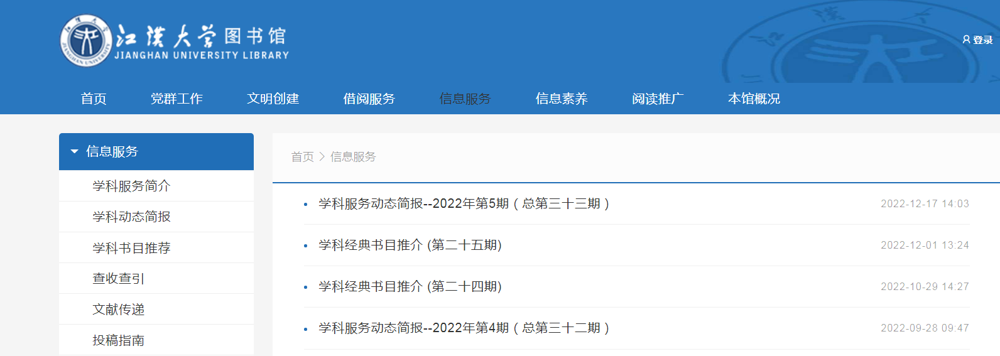 江漢大学图书馆
JIANGHAN UNIVERSITY LIBRARY
登录
首页 党群工作 文明创建 借阅服务 信息服务 信息素养 阅读推广 本馆概况
信息服务
学科服务简介
学科动态简报
学科书目推荐
查收查引
文献传递
投稿指南
首页 > 信息服务
学科服务动态简报--2022年第5期（总第三十三期） 2022-12-17 14:03
学科经典书目推介 (第二十五期) 2022-12-01 13:24
学科经典书目推介 (第二十四期) 2022-10-29 14:27
学科服务动态简报--2022年第4期（总第三十二期） 2022-09-28 09:47